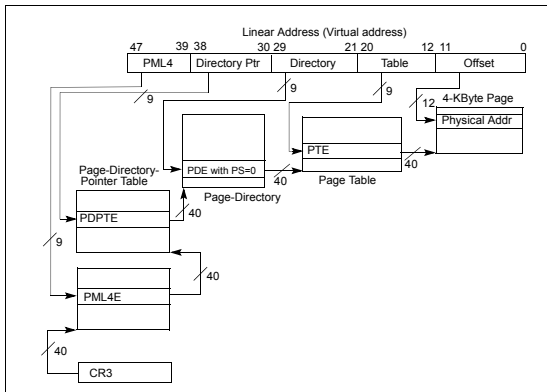 Linear Address (Virtual address)
47 39 38 30 29 21 20 12 11 0
PML4 Directory Ptr Directory Table Offset
9 9 9 12 4-KByte Page
Physical Addr
PTE
PDE with PS=0 40 40
Page-Directory-
Pointer Table
Page-Directory
Page Table
40
PDPTE
9
40
PML4E
40
CR3